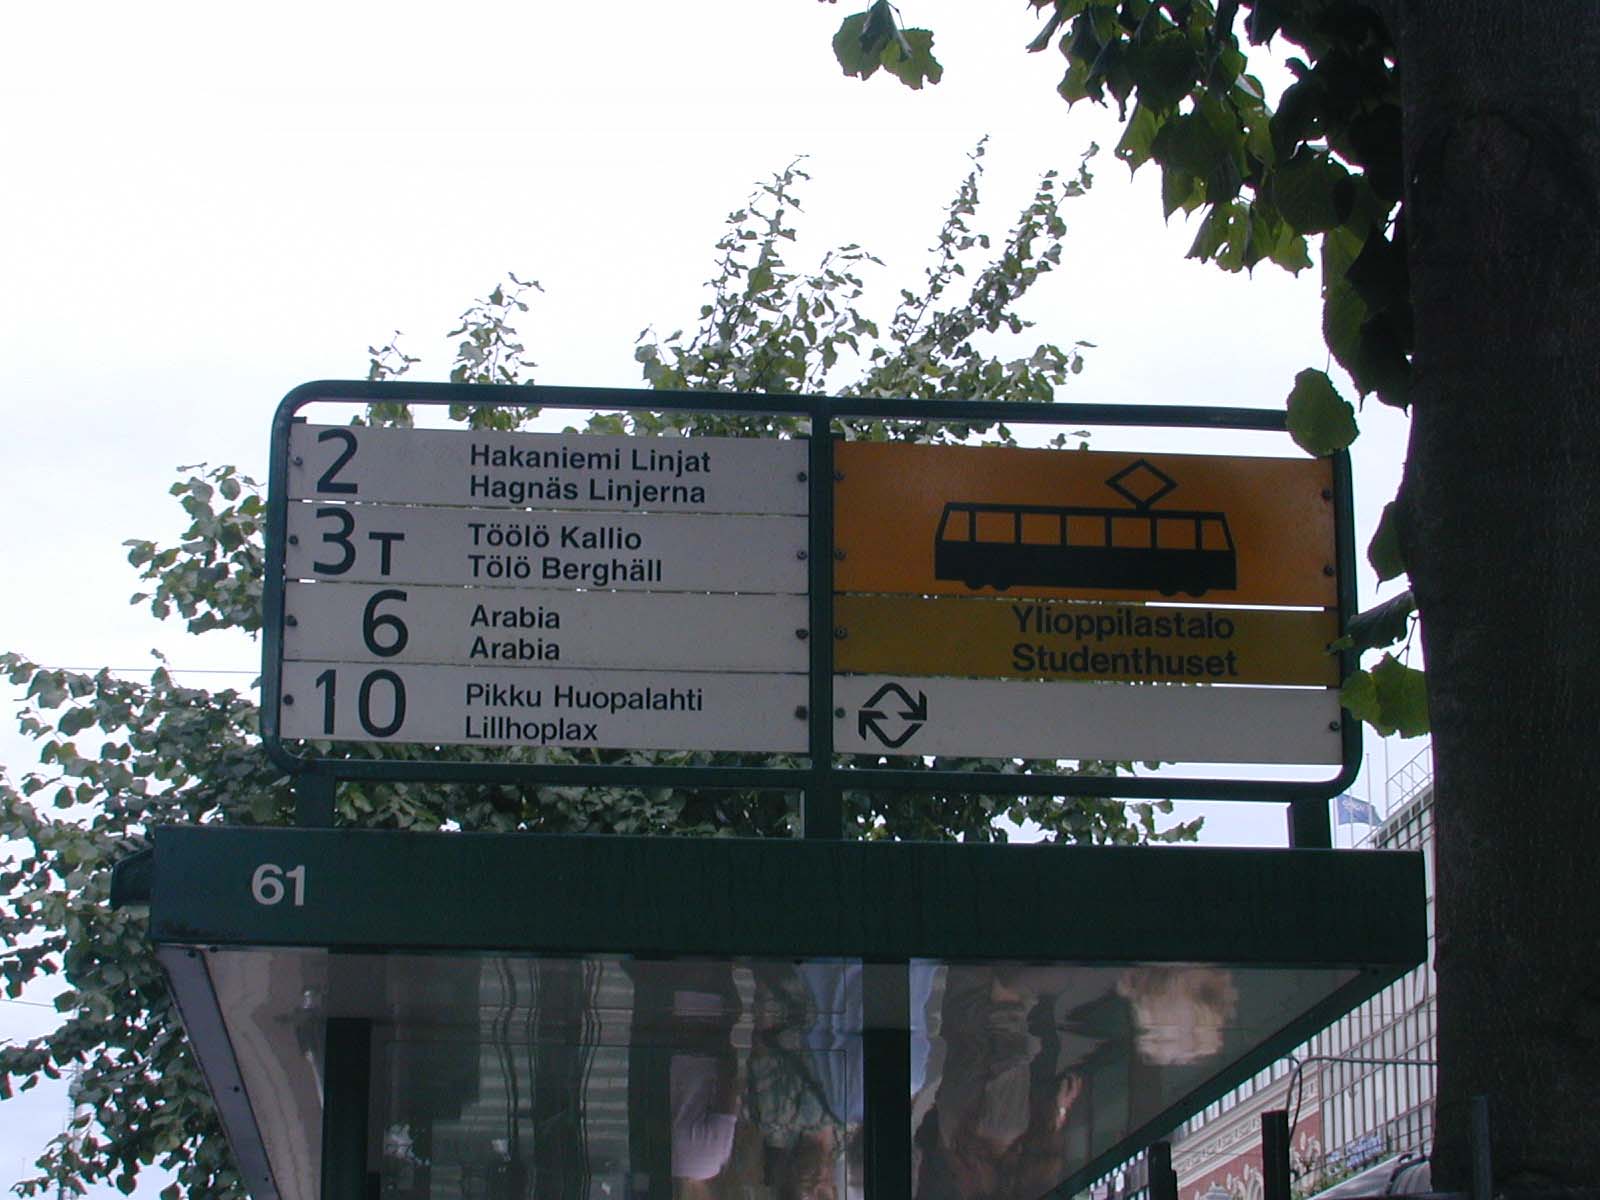 2 Hakaniemi Linjat
Hagnäs Linjerna
3T Töölö Kallio
Tölö Berghäll
6 Arabia
Arabia
10 Pikku Huopalahti
Lillhoplax
Ylioppilastalo
Studenthuset
61